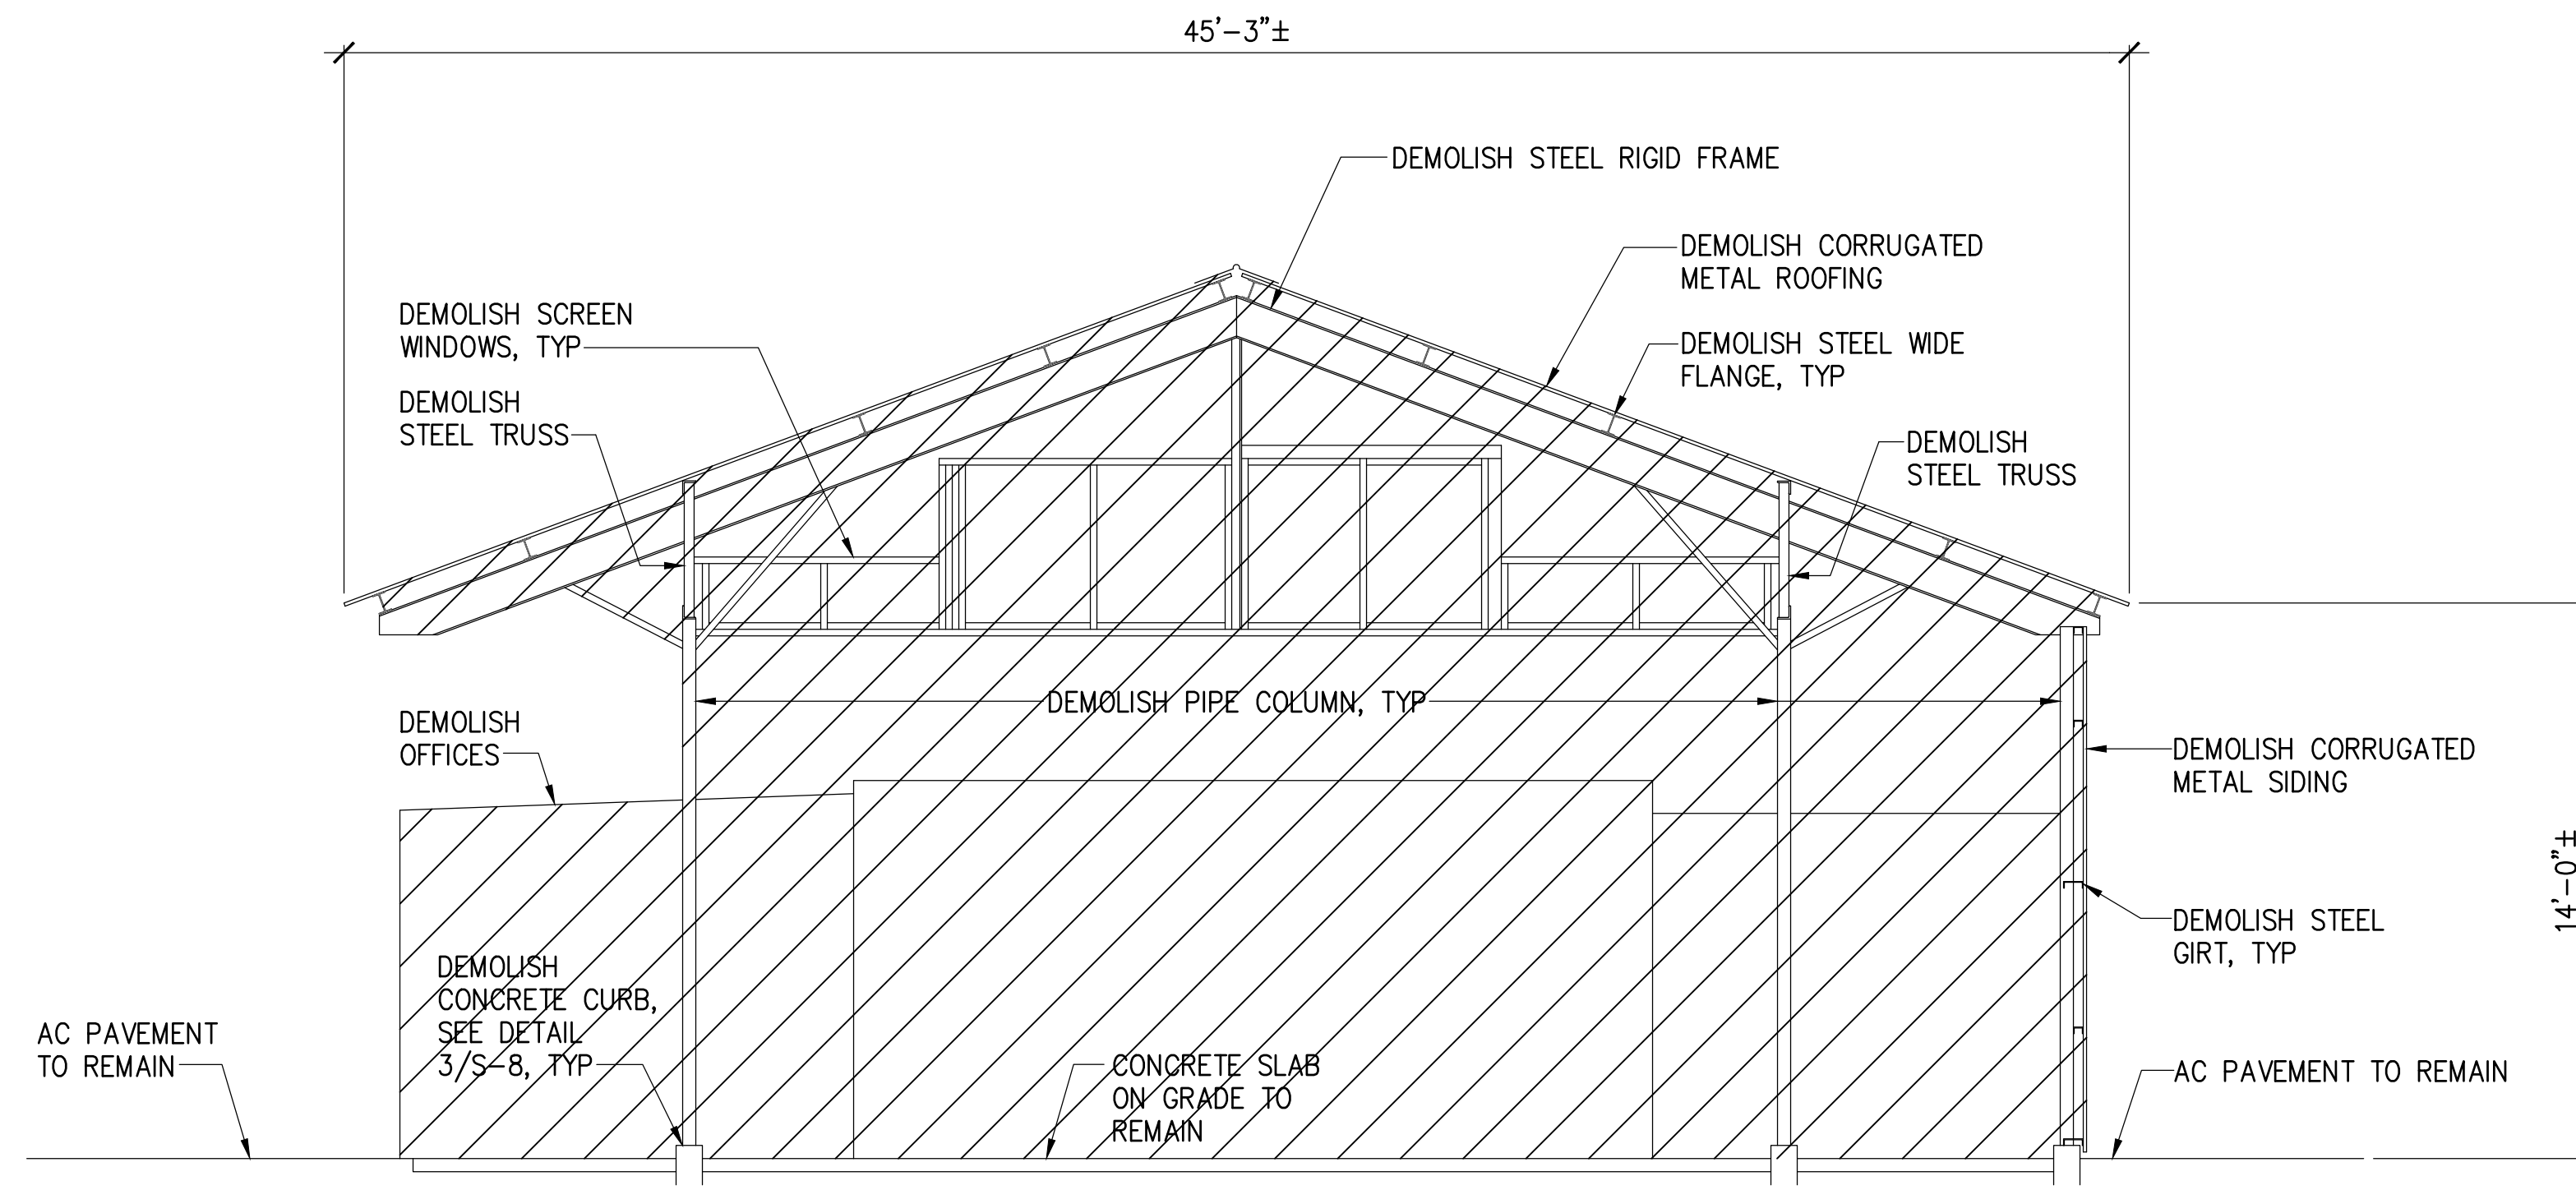 45'-3"±
DEMOLISH STEEL RIGID FRAME
DEMOLISH CORRUGATED
METAL ROOFING
DEMOLISH SCREEN
WINDOWS, TYP
DEMOLISH STEEL WIDE
FLANGE, TYP
DEMOLISH
STEEL TRUSS
DEMOLISH
STEEL TRUSS
DEMOLISH PIPE COLUMN, TYP
DEMOLISH
OFFICES
DEMOLISH CORRUGATED
METAL SIDING
14'-0"±
DEMOLISH STEEL
GIRT, TYP
DEMOLISH
CONCRETE CURB,
SEE DETAIL
3/S-8, TYP
AC PAVEMENT
TO REMAIN
CONCRETE SLAB
ON GRADE TO
REMAIN
AC PAVEMENT TO REMAIN